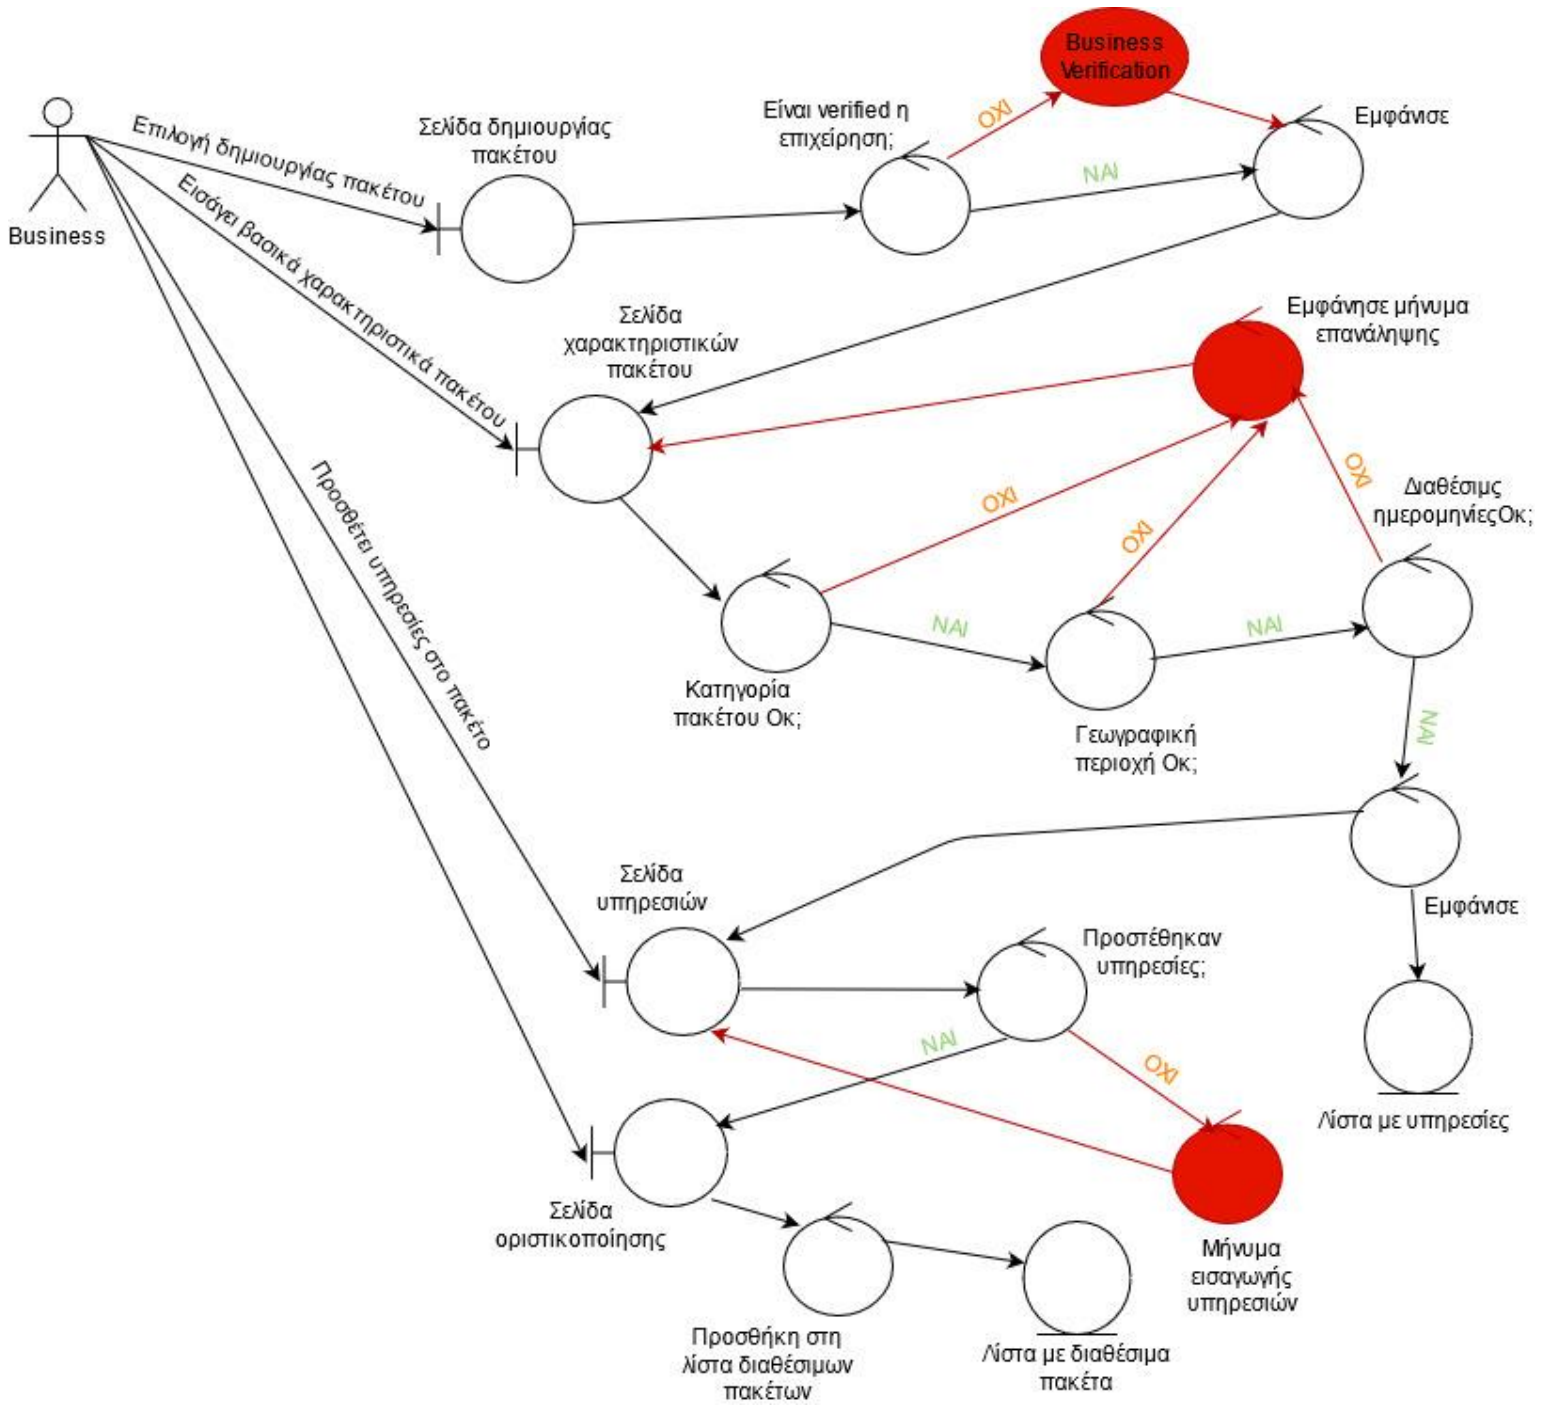 Business
Verification
Είναι verified η
επιχείρηση;
ΟΧΙ
Εμφάνισε
Επιλογή δημιουργίας πακέτου
Σελίδα δημιουργίας
πακέτου
ΝΑΙ
Business
Εισάγει βασικά χαρακτηριστικά πακέτου
Σελίδα
χαρακτηριστικών
πακέτου
Εμφάνησε μήνυμα
επανάληψης
Προσθέτει υπηρεσίες στο πακέτο
ΟΧΙ
ΟΧΙ
ΟΧΙ
Διαθέσιμς
ημερομηνίεςΟκ;
ΝΑΙ
ΝΑΙ
Κατηγορία
πακέτου Οκ;
Γεωγραφική
περιοχή Οκ;
ΝΑΙ
Σελίδα
υπηρεσιών
Εμφάνισε
Προστέθηκαν
υπηρεσίες;
ΝΑΙ
ΟΧΙ
Λίστα με υπηρεσίες
Σελίδα
οριστικοποίησης
Μήνυμα
εισαγωγής
υπηρεσιών
Προσθήκη στη
λίστα διαθέσιμων
πακέτων
Λίστα με διαθέσιμα
πακέτα